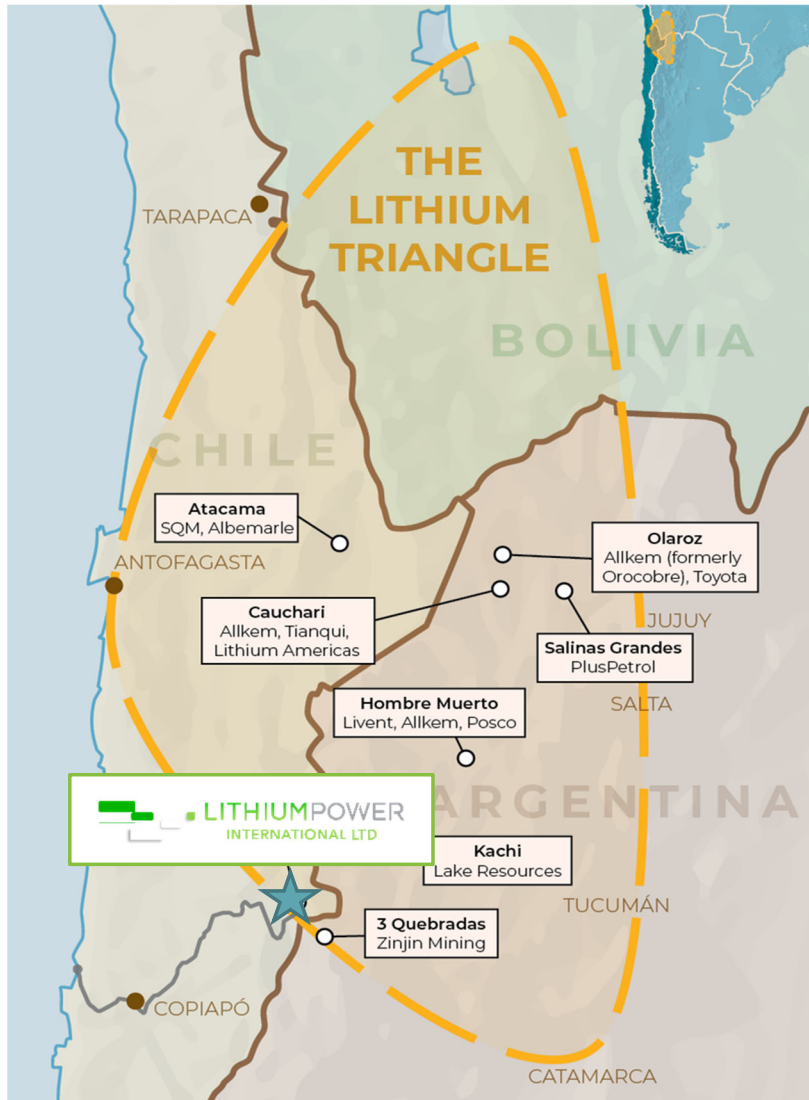 THE
LITHIUM
TRIANGLE
TARAPACA
BOLIVIA
CHILE
Atacama
SQM, Albemarle
ANTOFAGASTA
Olaroz
Allkem (formerly
Orocobre), Toyota
Cauchari
Allkem, Tianqui,
Lithium Americas
JUJUY
Salinas Grandes
PlusPetrol
SALTA
Hombre Muerto
Livent, Allkem, Posco
ARGENTINA
LITHIUMPOWER
INTERNATIONAL LTD
Kachi
Lake Resources
TUCUMÁN
3 Quebradas
Zinjin Mining
COPIAPÓ
CATAMARCA